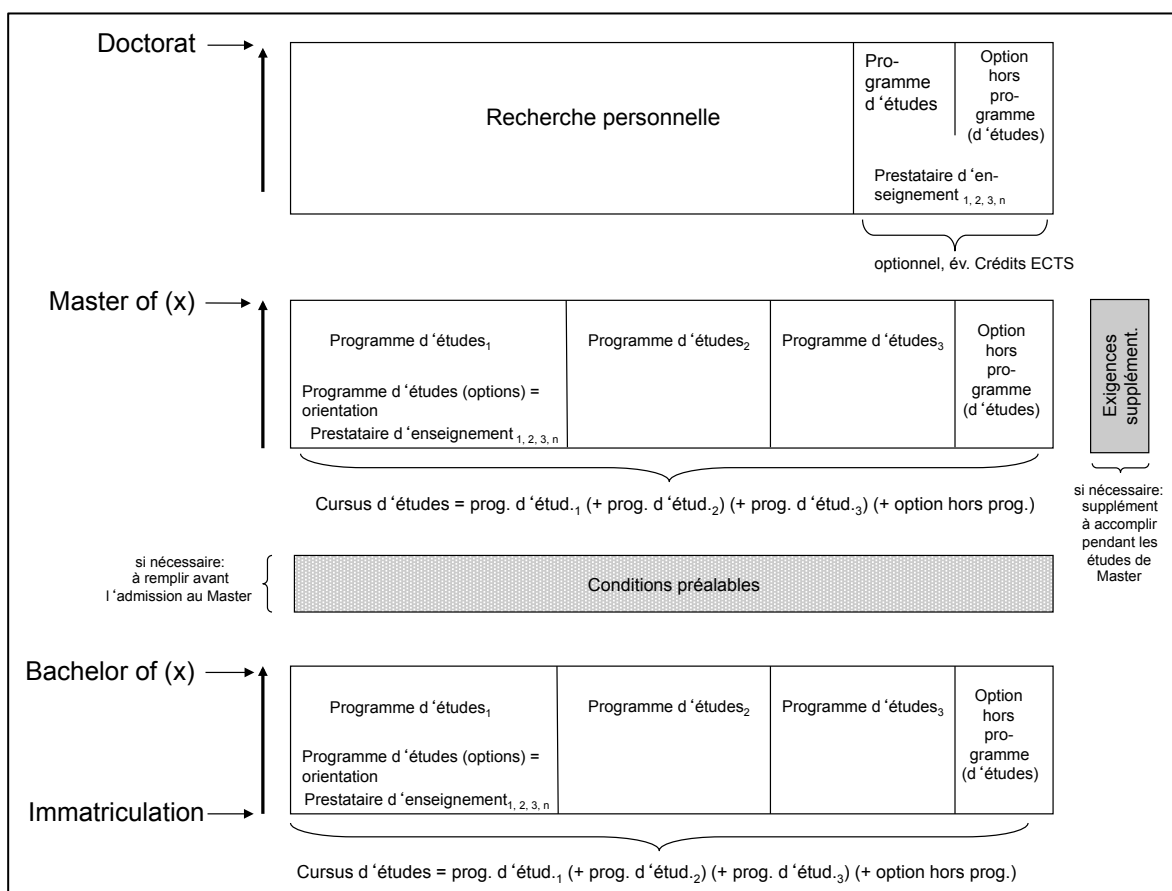 Doctorat
Recherche personnelle
Pro-
gramme
d‘études
Option
hors
pro-
gramme
(d‘études)
Prestataire d‘en-
seignement 1, 2, 3, n
optionnel, év. Crédits ECTS
Master of (x)
Programme d‘études1
Programme d‘études (options) =
orientation
Prestataire d‘enseignement 1, 2, 3, n
Programme d‘études2
Programme d‘études3
Option
hors
pro-
gramme
(d‘études)
Exigences
supplément.
Cursus d‘études = prog. d‘étud.1 (+ prog. d‘étud.2) (+ prog. d‘étud.3) (+ option hors prog.)
si nécessaire:
supplément
à accomplir
pendant les
études de
Master
si nécessaire:
à remplir avant
l‘admission au Master
Conditions préalables
Bachelor of (x)
Programme d‘études1
Programme d‘études (options) =
orientation
Prestataire d‘enseignement1, 2, 3, n
Programme d‘études2
Programme d‘études3
Option
hors
pro-
gramme
(d‘études)
Immatriculation
Cursus d‘études = prog. d‘étud.1 (+ prog. d‘étud.2) (+ prog. d‘étud.3) (+ option hors prog.)